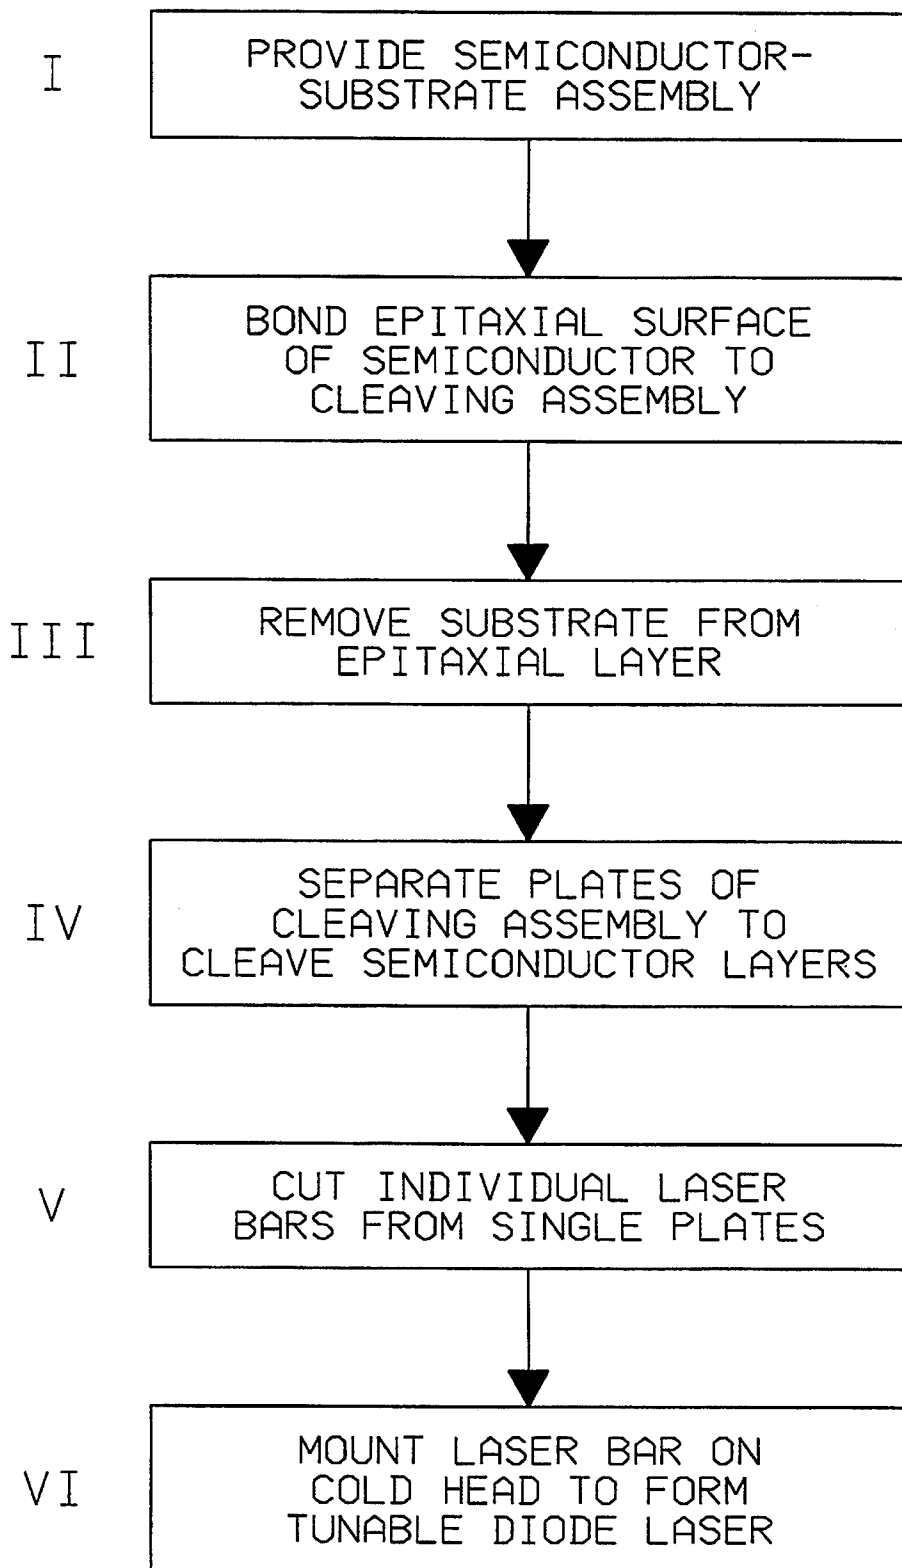 I
PROVIDE SEMICONDUCTOR-
SUBSTRATE ASSEMBLY
II
BOND EPITAXIAL SURFACE
OF SEMICONDUCTOR TO
CLEAVING ASSEMBLY
III
REMOVE SUBSTRATE FROM
EPITAXIAL LAYER
IV
SEPARATE PLATES OF
CLEAVING ASSEMBLY TO
CLEAVE SEMICONDUCTOR LAYERS
V
CUT INDIVIDUAL LASER
BARS FROM SINGLE PLATES
VI
MOUNT LASER BAR ON
COLD HEAD TO FORM
TUNABLE DIODE LASER